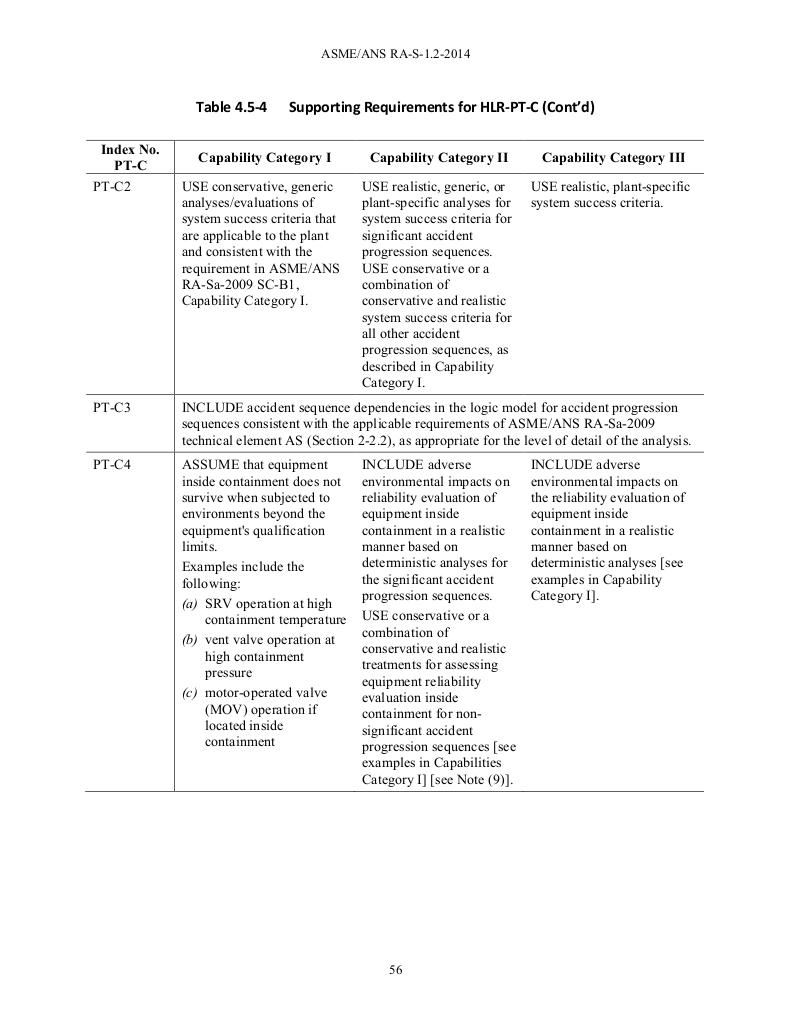 ASME/ANS RA-S-1.2-2014
Table 4.5-4 Supporting Requirements for HLR-PT-C (Cont’d)
Index No.
PT-C
Capability Category I
Capability Category II
Capability Category III
PT-C2
USE conservative, generic
analyses/evaluations of
system success criteria that
are applicable to the plant
and consistent with the
requirement in ASME/ANS
RA-Sa-2009 SC-B1,
Capability Category I.
USE realistic, generic, or
plant-specific analyses for
system success criteria for
significant accident
progression sequences.
USE conservative or a
combination of
conservative and realistic
system success criteria for
all other accident
progression sequences, as
described in Capability
Category I.
USE realistic, plant-specific
system success criteria.
PT-C3
INCLUDE accident sequence dependencies in the logic model for accident progression
sequences consistent with the applicable requirements of ASME/ANS RA-Sa-2009
technical element AS (Section 2-2.2), as appropriate for the level of detail of the analysis.
PT-C4
ASSUME that equipment
inside containment does not
survive when subjected to
environments beyond the
equipment's qualification
limits.
Examples include the
following:
(a) SRV operation at high
containment temperature
(b) vent valve operation at
high containment
pressure
(c) motor-operated valve
(MOV) operation if
located inside
containment
INCLUDE adverse
environmental impacts on
reliability evaluation of
equipment inside
containment in a realistic
manner based on
deterministic analyses for
the significant accident
progression sequences.
USE conservative or a
combination of
conservative and realistic
treatments for assessing
equipment reliability
evaluation inside
containment for non-
significant accident
progression sequences [see
examples in Capabilities
Category I] [see Note (9)].
INCLUDE adverse
environmental impacts on
the reliability evaluation of
equipment inside
containment in a realistic
manner based on
deterministic analyses [see
examples in Capability
Category I].
56